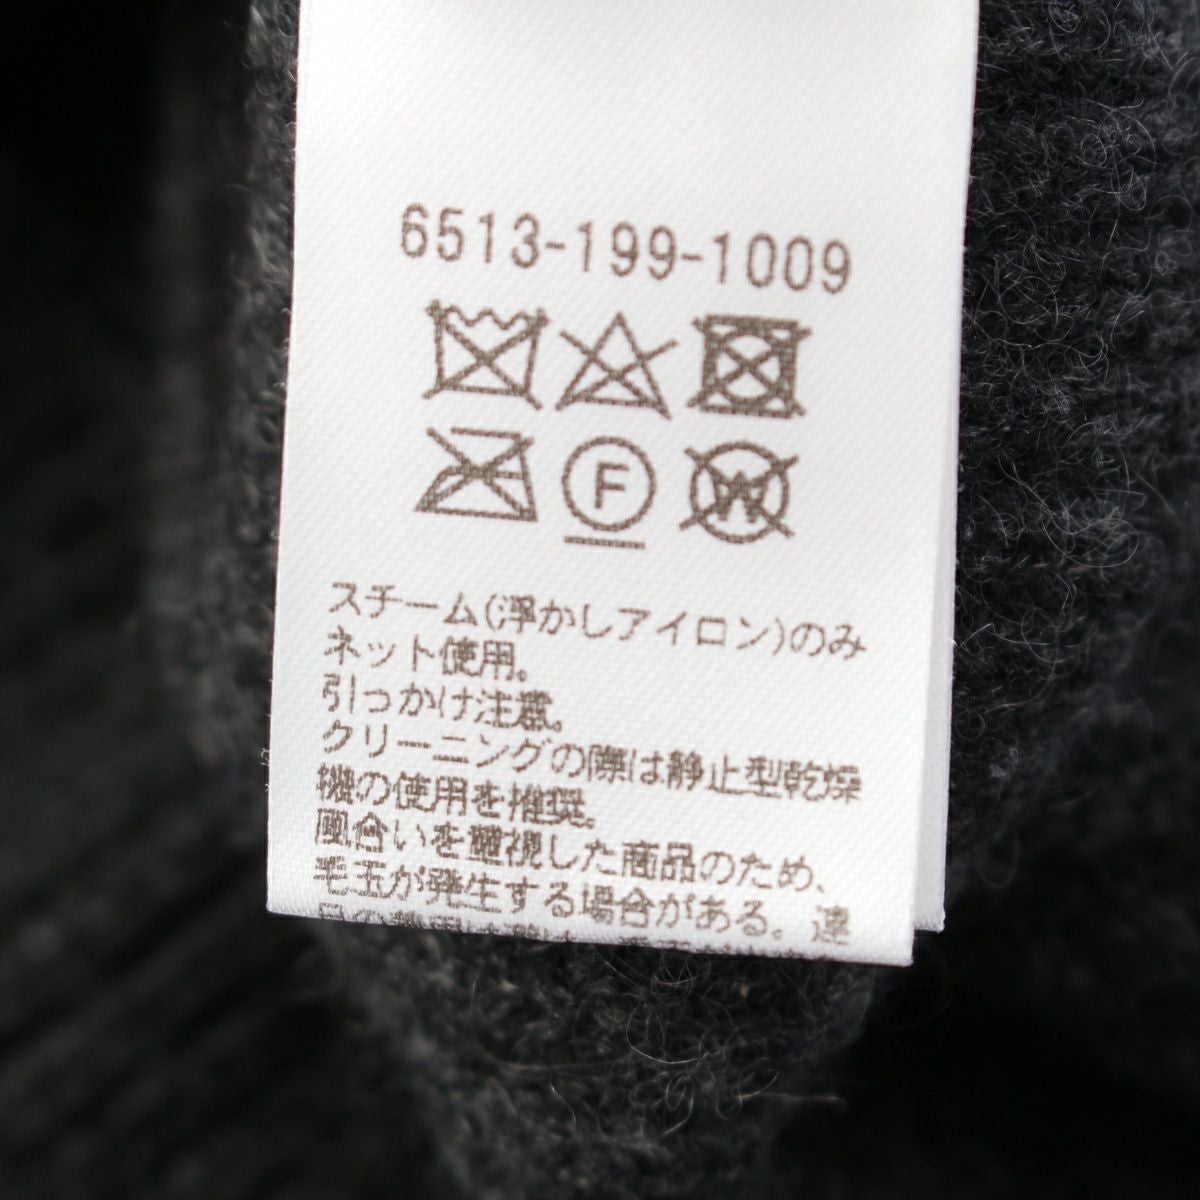 6513-199-1009
F
W
スチーム(浮かしアイロン)のみ
ネット使用。
引っかけ注意。
クリーニングの際は静止型乾燥
機の使用を推奨。
風合いを重視した商品のため、
毛玉が発生する場合がある。達